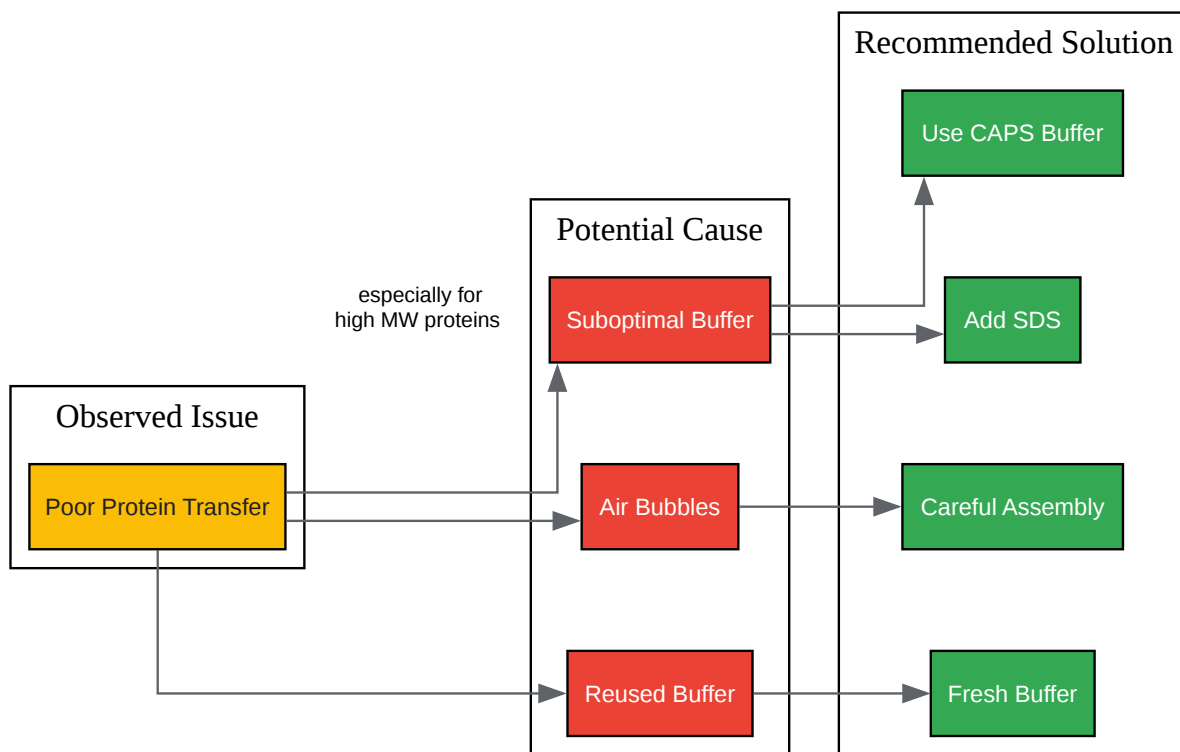 Observed Issue
Poor Protein Transfer
especially for
high MW proteins
Potential Cause
Suboptimal Buffer
Air Bubbles
Reused Buffer
Recommended Solution
Use CAPS Buffer
Add SDS
Careful Assembly
Fresh Buffer